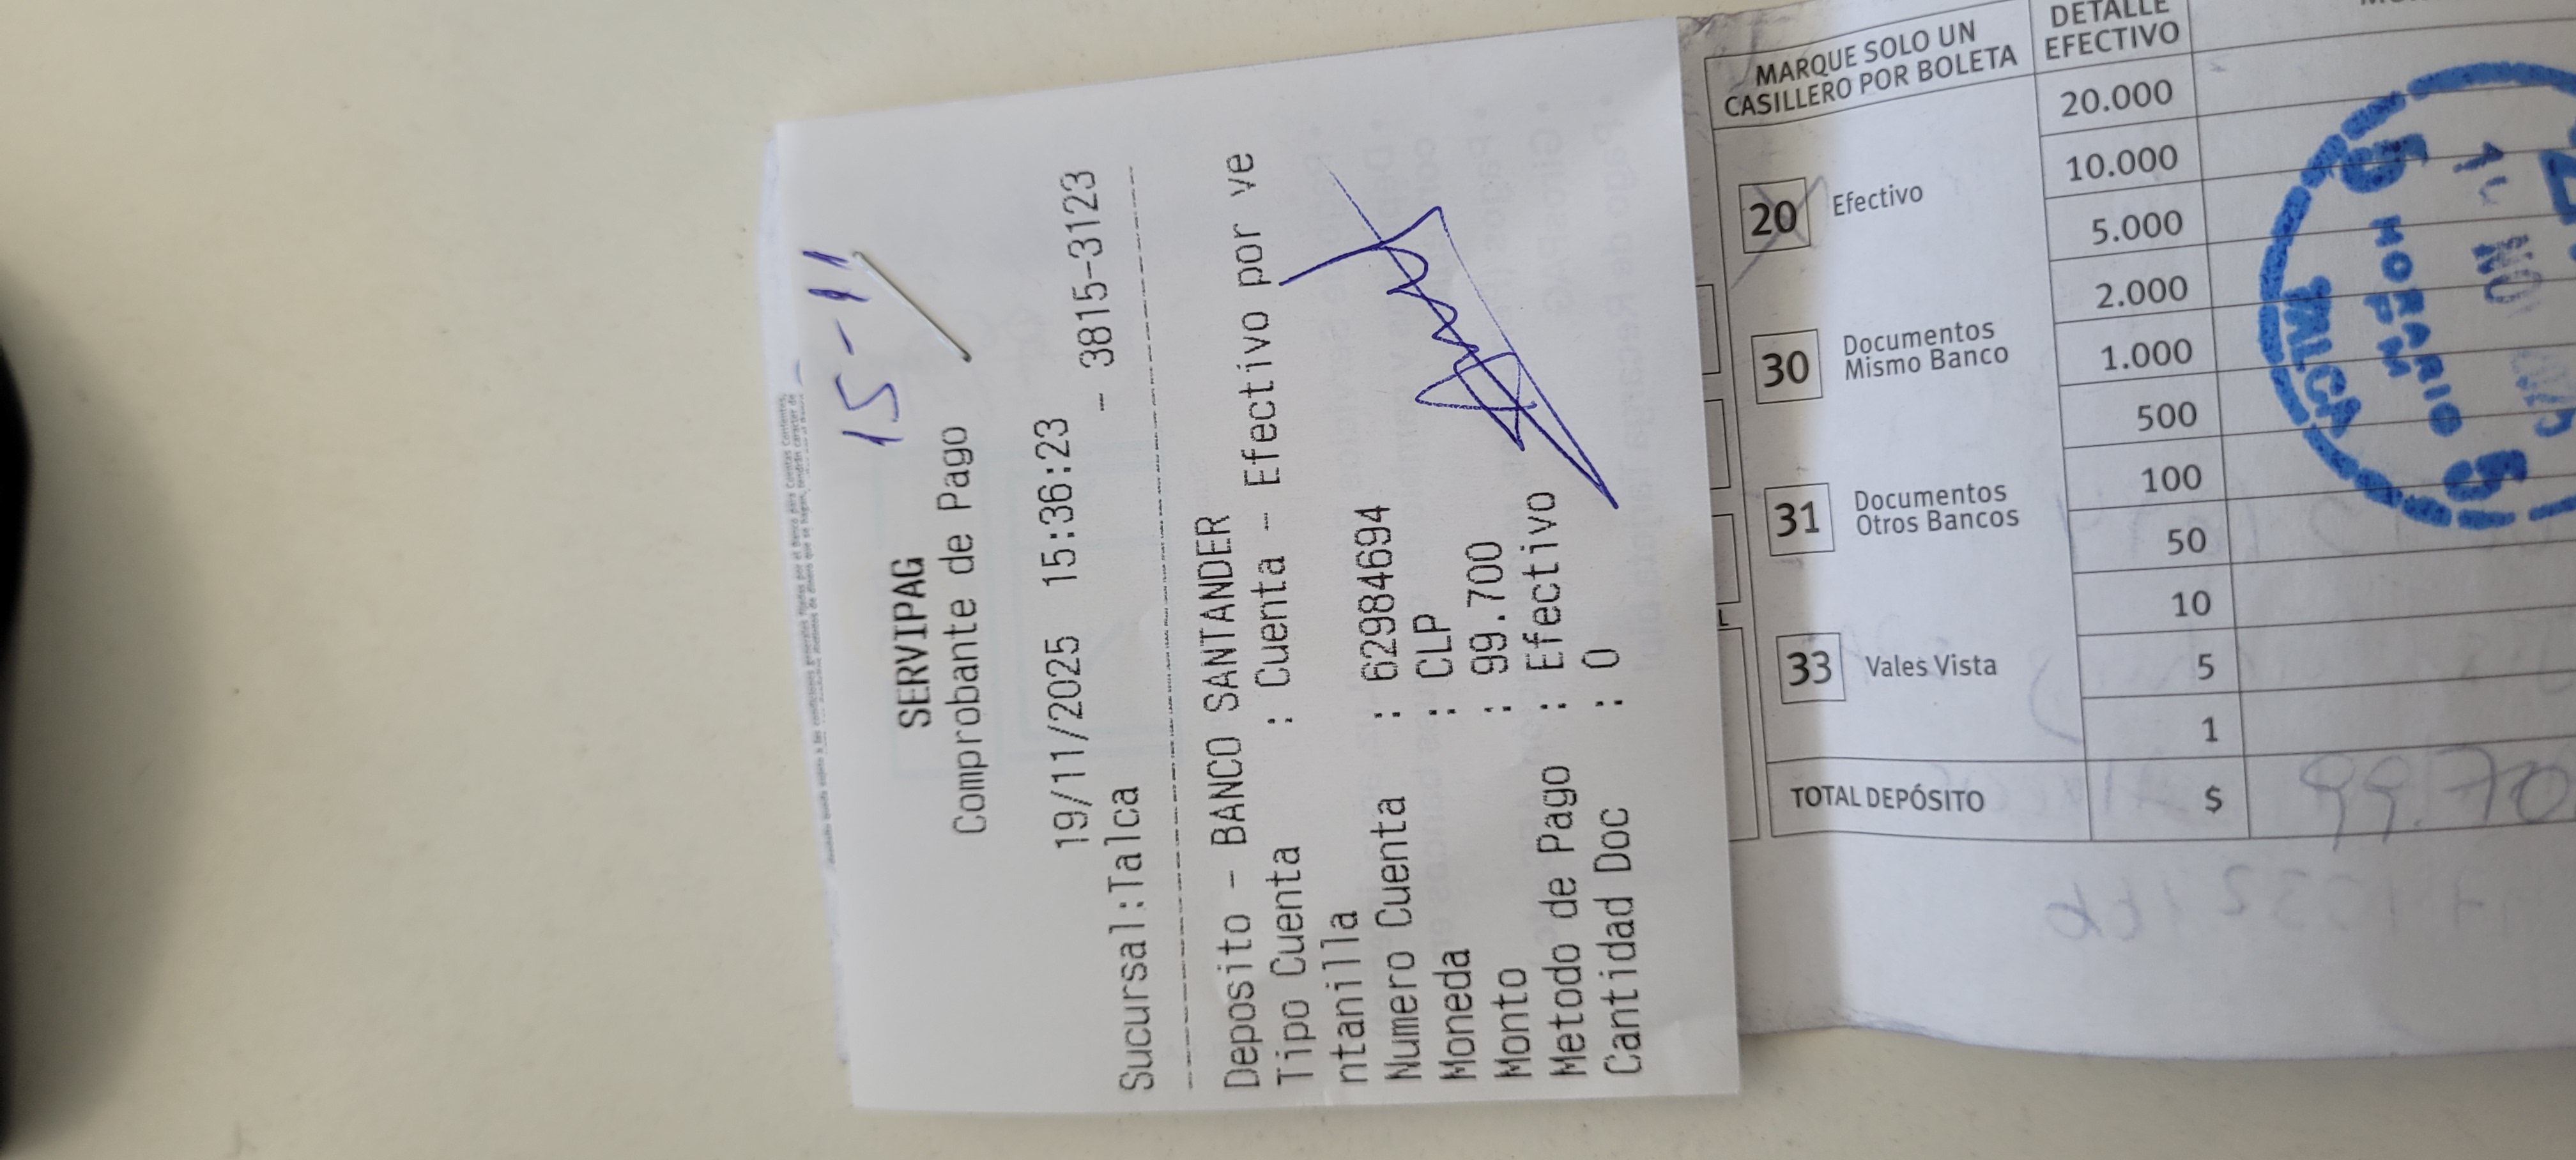 15-11
SERVIPAG
Comprobante de Pago
19/11/2025 15:36:23
Sucursal:Talca - 3815-3123
Deposito - BANCO SANTANDER
Tipo Cuenta : Cuenta - Efectivo por ve
ntanilla
Numero Cuenta : 62984694
Moneda : CLP
Monto : 99.700
Metodo de Pago : Efectivo
Cantidad Doc : 0
MARQUE SOLO UN
CASILLERO POR BOLETA
DETALLE
EFECTIVO
20 Efectivo
30 Documentos
Mismo Banco
31 Documentos
Otros Bancos
33 Vales Vista
20.000
10.000
5.000
2.000
1.000
500
100
50
10
5
1
TOTAL DEPÓSITO $
HORARIO
PM
TALCA